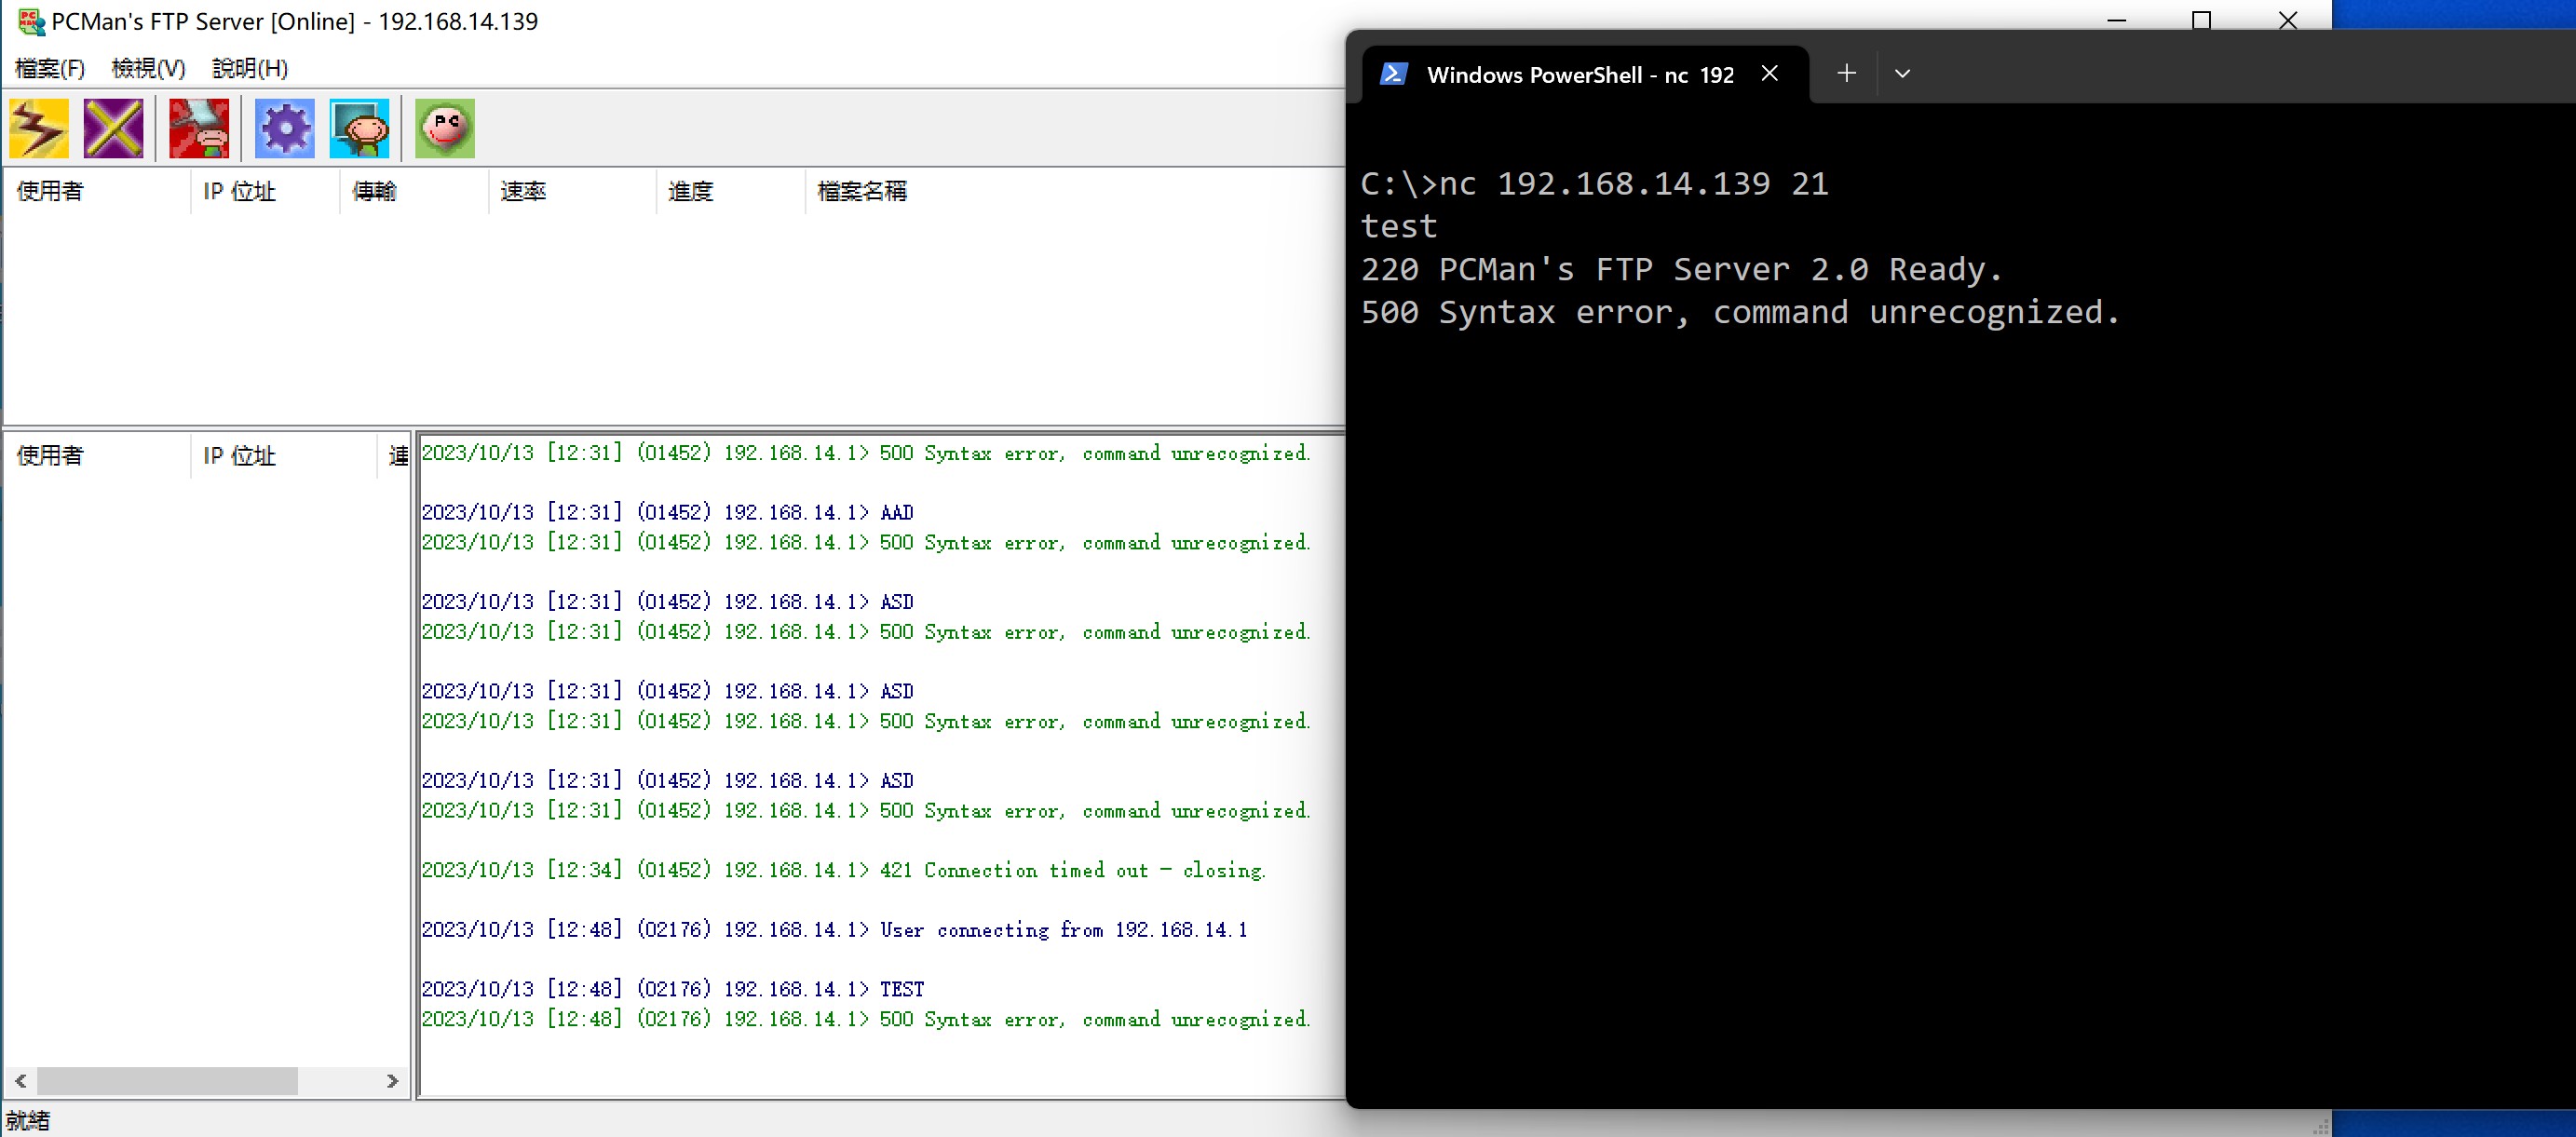 PCMan's FTP Server [Online] - 192.168.14.139
檔案(F) 檢視(V) 說明(H)
使用者 IP 位址 傳輸 速率 進度 檔案名稱
使用者 IP 位址 連
2023/10/13 [12:31] (01452) 192.168.14.1> 500 Syntax error, command unrecognized.
2023/10/13 [12:31] (01452) 192.168.14.1> AAD
2023/10/13 [12:31] (01452) 192.168.14.1> 500 Syntax error, command unrecognized.
2023/10/13 [12:31] (01452) 192.168.14.1> ASD
2023/10/13 [12:31] (01452) 192.168.14.1> 500 Syntax error, command unrecognized.
2023/10/13 [12:31] (01452) 192.168.14.1> ASD
2023/10/13 [12:31] (01452) 192.168.14.1> 500 Syntax error, command unrecognized.
2023/10/13 [12:31] (01452) 192.168.14.1> ASD
2023/10/13 [12:31] (01452) 192.168.14.1> 500 Syntax error, command unrecognized.
2023/10/13 [12:34] (01452) 192.168.14.1> 421 Connection timed out - closing.
2023/10/13 [12:48] (02176) 192.168.14.1> User connecting from 192.168.14.1
2023/10/13 [12:48] (02176) 192.168.14.1> TEST
2023/10/13 [12:48] (02176) 192.168.14.1> 500 Syntax error, command unrecognized.
就緒
Windows PowerShell - nc 192
C:\>nc 192.168.14.139 21
test
220 PCMan's FTP Server 2.0 Ready.
500 Syntax error, command unrecognized.